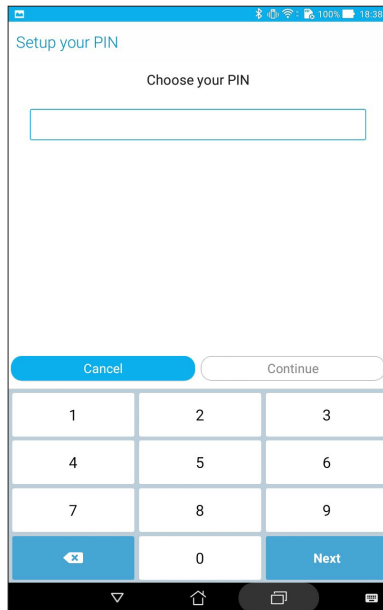 100% 18:38
Setup your PIN
Choose your PIN
Cancel Continue
1 2 3
4 5 6
7 8 9
0 Next